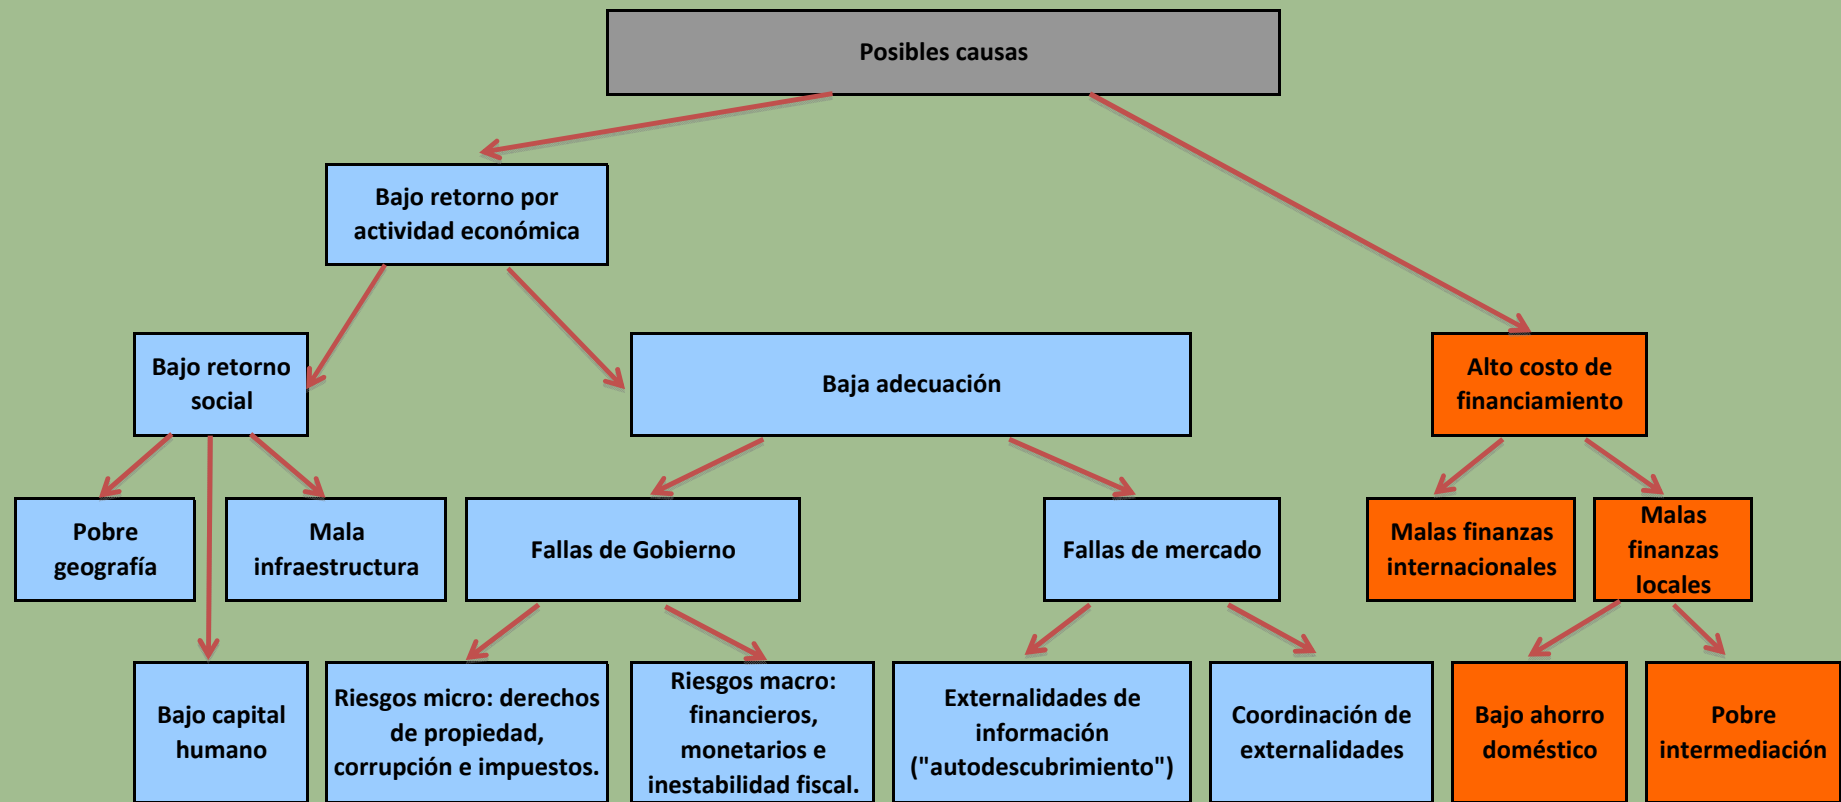 Posibles causas
Bajo retorno por
actividad económica
Bajo retorno
social
Baja adecuación
Alto costo de
financiamiento
Pobre
geografía
Mala
infraestructura
Fallas de Gobierno
Fallas de mercado
Malas finanzas
internacionales
Malas
finanzas
locales
Bajo capital
humano
Riesgos micro: derechos
de propiedad,
corrupción e impuestos.
Riesgos macro:
financieros,
monetarios e
inestabilidad fiscal.
Externalidades de
información
("autodescubrimiento")
Coordinación de
externalidades
Bajo ahorro
doméstico
Pobre
intermediación